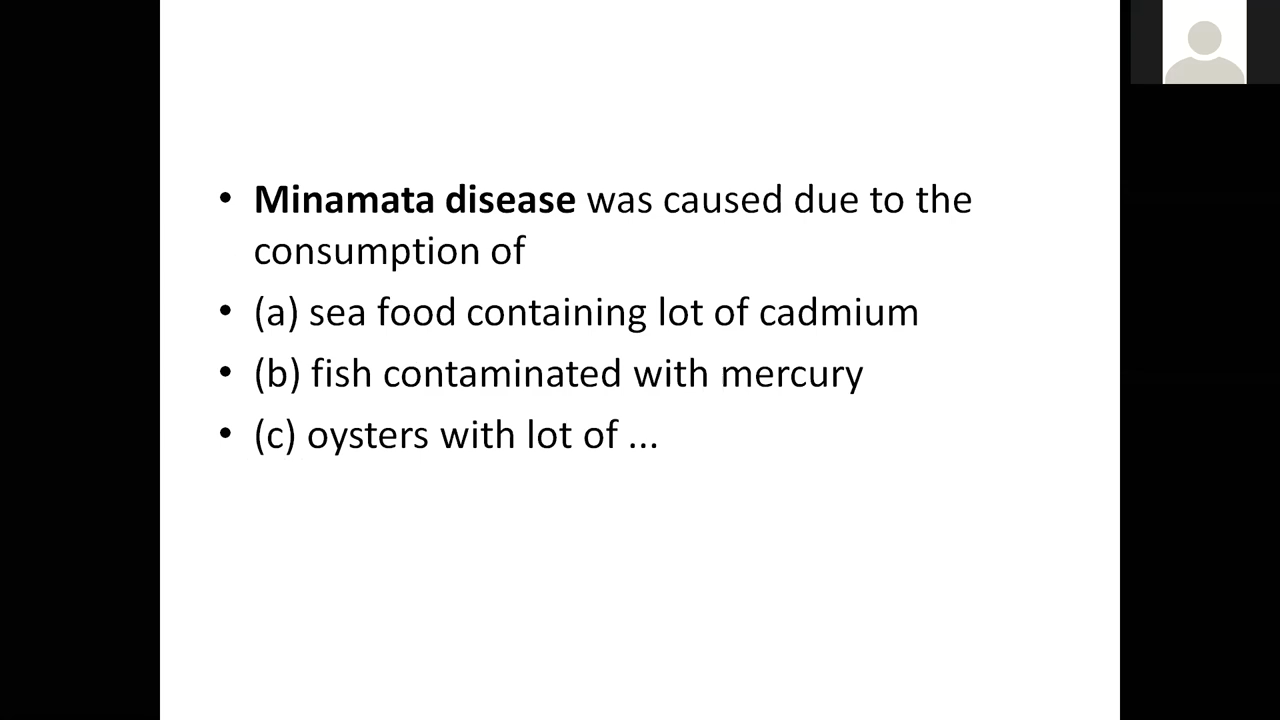 • Minamata disease was caused due to the
consumption of
• (a) sea food containing lot of cadmium
• (b) fish contaminated with mercury
• (c) oysters with lot of ...